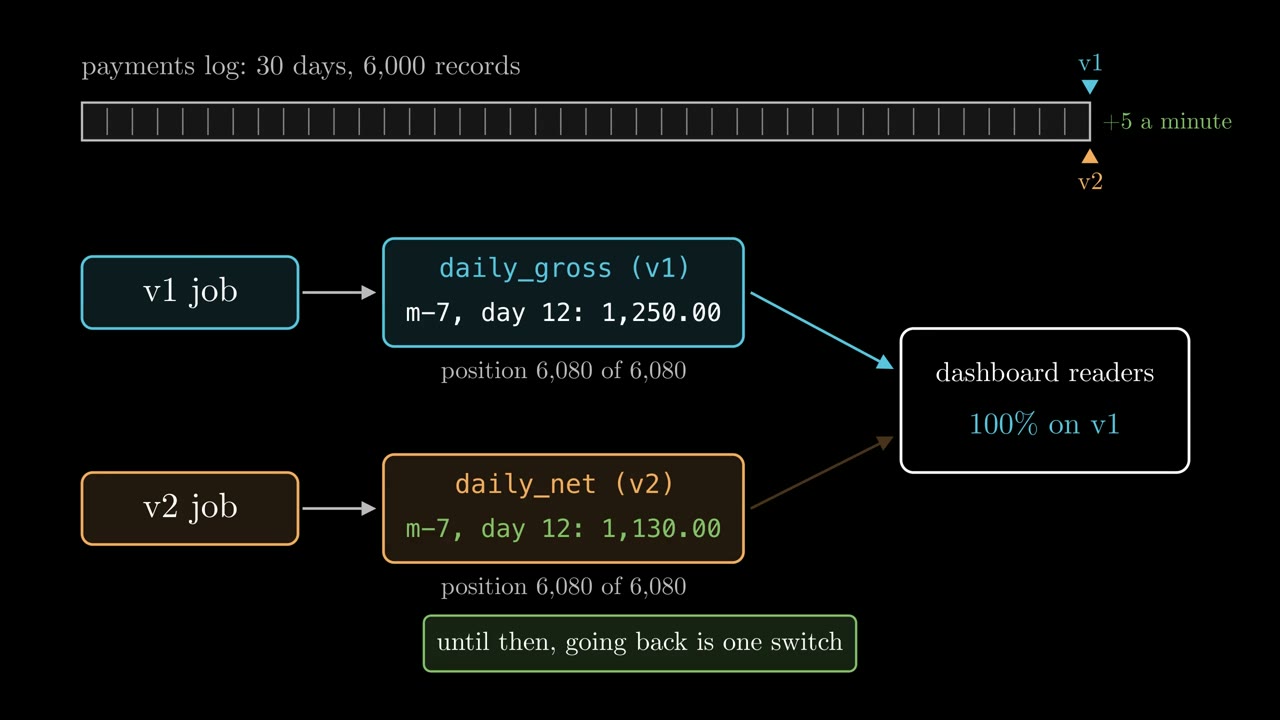 payments log: 30 days, 6,000 records
v1
+5 a minute
v2
v1 job
daily_gross (v1)
m-7, day 12: 1,250.00
position 6,080 of 6,080
dashboard readers
100% on v1
v2 job
daily_net (v2)
m-7, day 12: 1,130.00
position 6,080 of 6,080
until then, going back is one switch